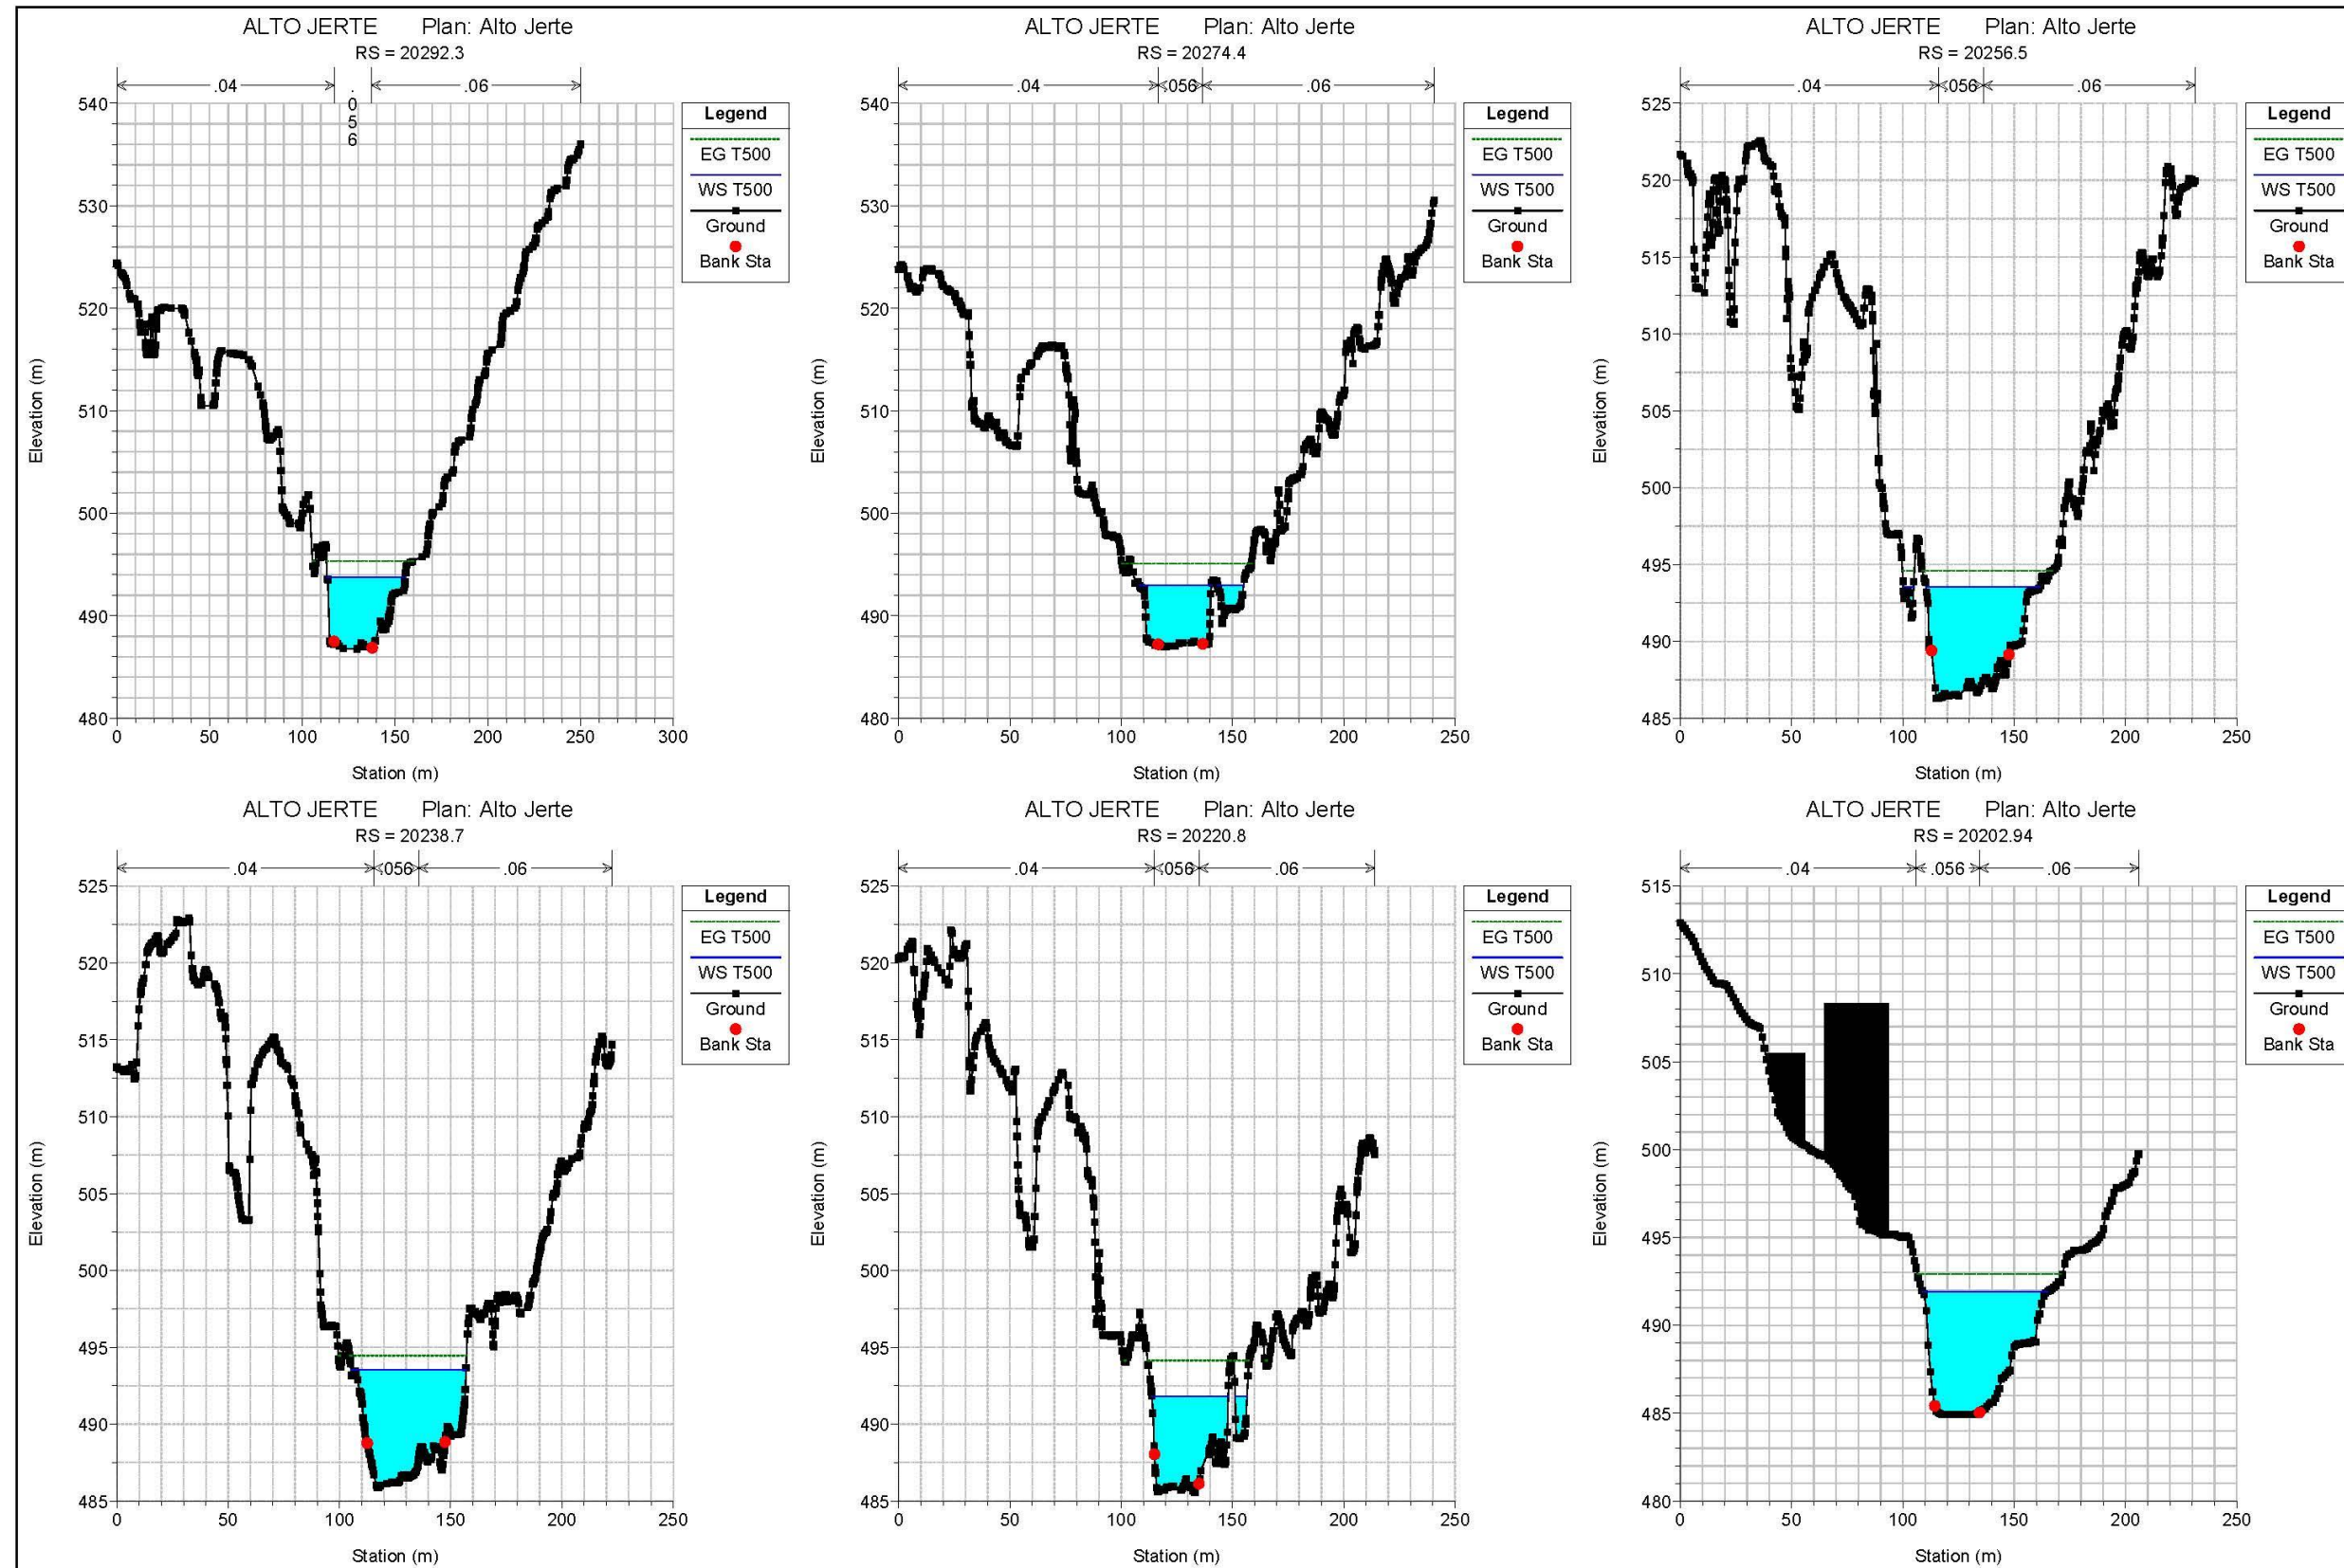 ALTO JERTE Plan: Alto Jerte
RS = 20292.3
.04
.056
.06
Legend
EG T500
WS T500
Ground
Bank Sta
Elevation (m)
540
530
520
510
500
490
480
0 50 100 150 200 250 300
Station (m)
ALTO JERTE Plan: Alto Jerte
RS = 20274.4
.04 .056 .06
Legend
EG T500
WS T500
Ground
Bank Sta
Elevation (m)
540
530
520
510
500
490
480
0 50 100 150 200 250
Station (m)
ALTO JERTE Plan: Alto Jerte
RS = 20256.5
.04 .056 .06
Legend
EG T500
WS T500
Ground
Bank Sta
Elevation (m)
525
520
515
510
505
500
495
490
485
0 50 100 150 200 250
Station (m)
ALTO JERTE Plan: Alto Jerte
RS = 20238.7
.04 .056 .06
Legend
EG T500
WS T500
Ground
Bank Sta
Elevation (m)
525
520
515
510
505
500
495
490
485
0 50 100 150 200 250
Station (m)
ALTO JERTE Plan: Alto Jerte
RS = 20220.8
.04 .056 .06
Legend
EG T500
WS T500
Ground
Bank Sta
Elevation (m)
525
520
515
510
505
500
495
490
485
0 50 100 150 200 250
Station (m)
ALTO JERTE Plan: Alto Jerte
RS = 20202.94
.04 .056 .06
Legend
EG T500
WS T500
Ground
Bank Sta
Elevation (m)
515
510
505
500
495
490
485
480
0 50 100 150 200 250
Station (m)